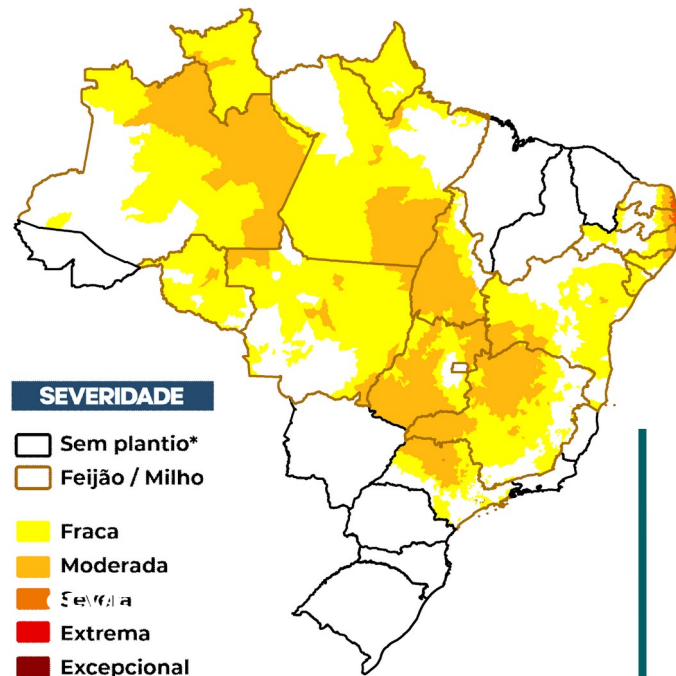 SEVERIDADE
Sem plantio*
Feijão / Milho
Fraca
Moderada
Extrema
Excepcional